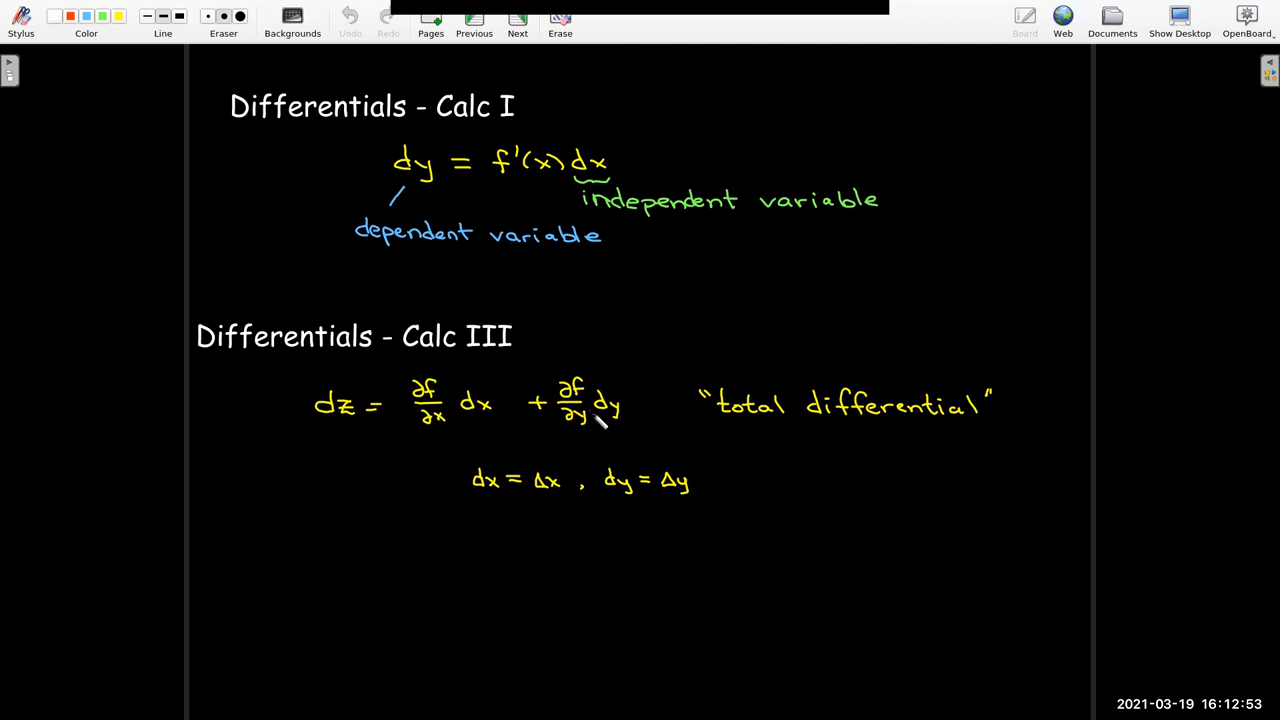 Stylus Color Line Eraser Backgrounds Undo Redo Pages Previous Next Erase Board Web Documents Show Desktop OpenBoard
Differentials - Calc I
dy = f'(x) dx
independent variable
dependent variable
Differentials - Calc III
dz = ∂f/∂x dx + ∂f/∂y dy "total differential"
dx = Δx , dy = Δy
2021-03-19 16:12:53